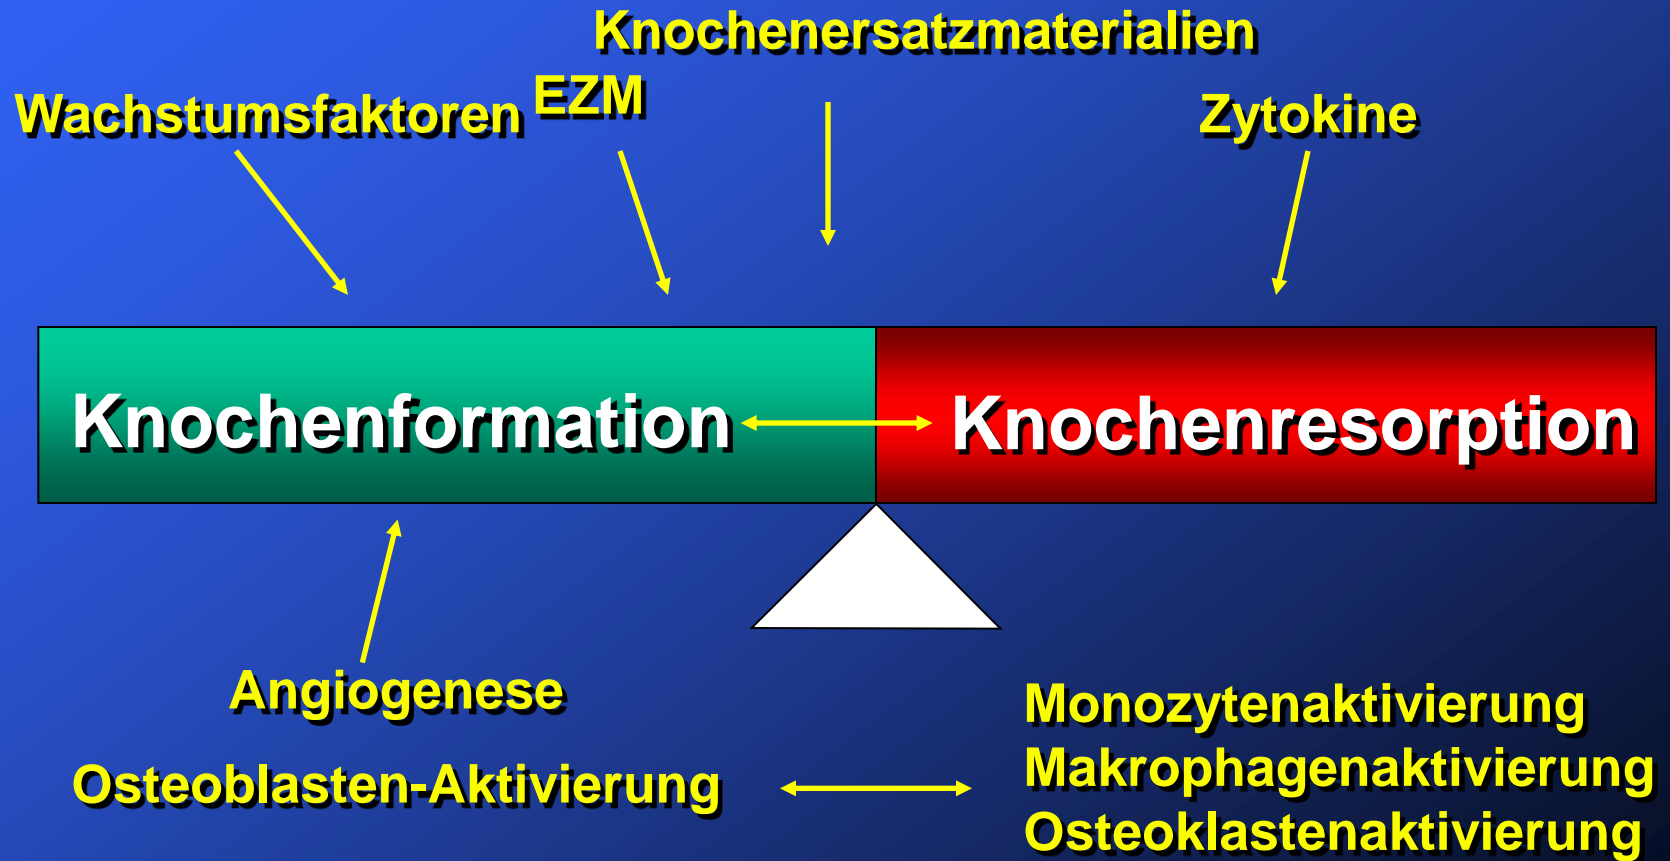 Knochenersatzmaterialien
Wachstumsfaktoren
EZM
Zytokine
Knochenformation
Knochenresorption
Angiogenese
Osteoblasten-Aktivierung
Monozytenaktivierung
Makrophagenaktivierung
Osteoklastenaktivierung